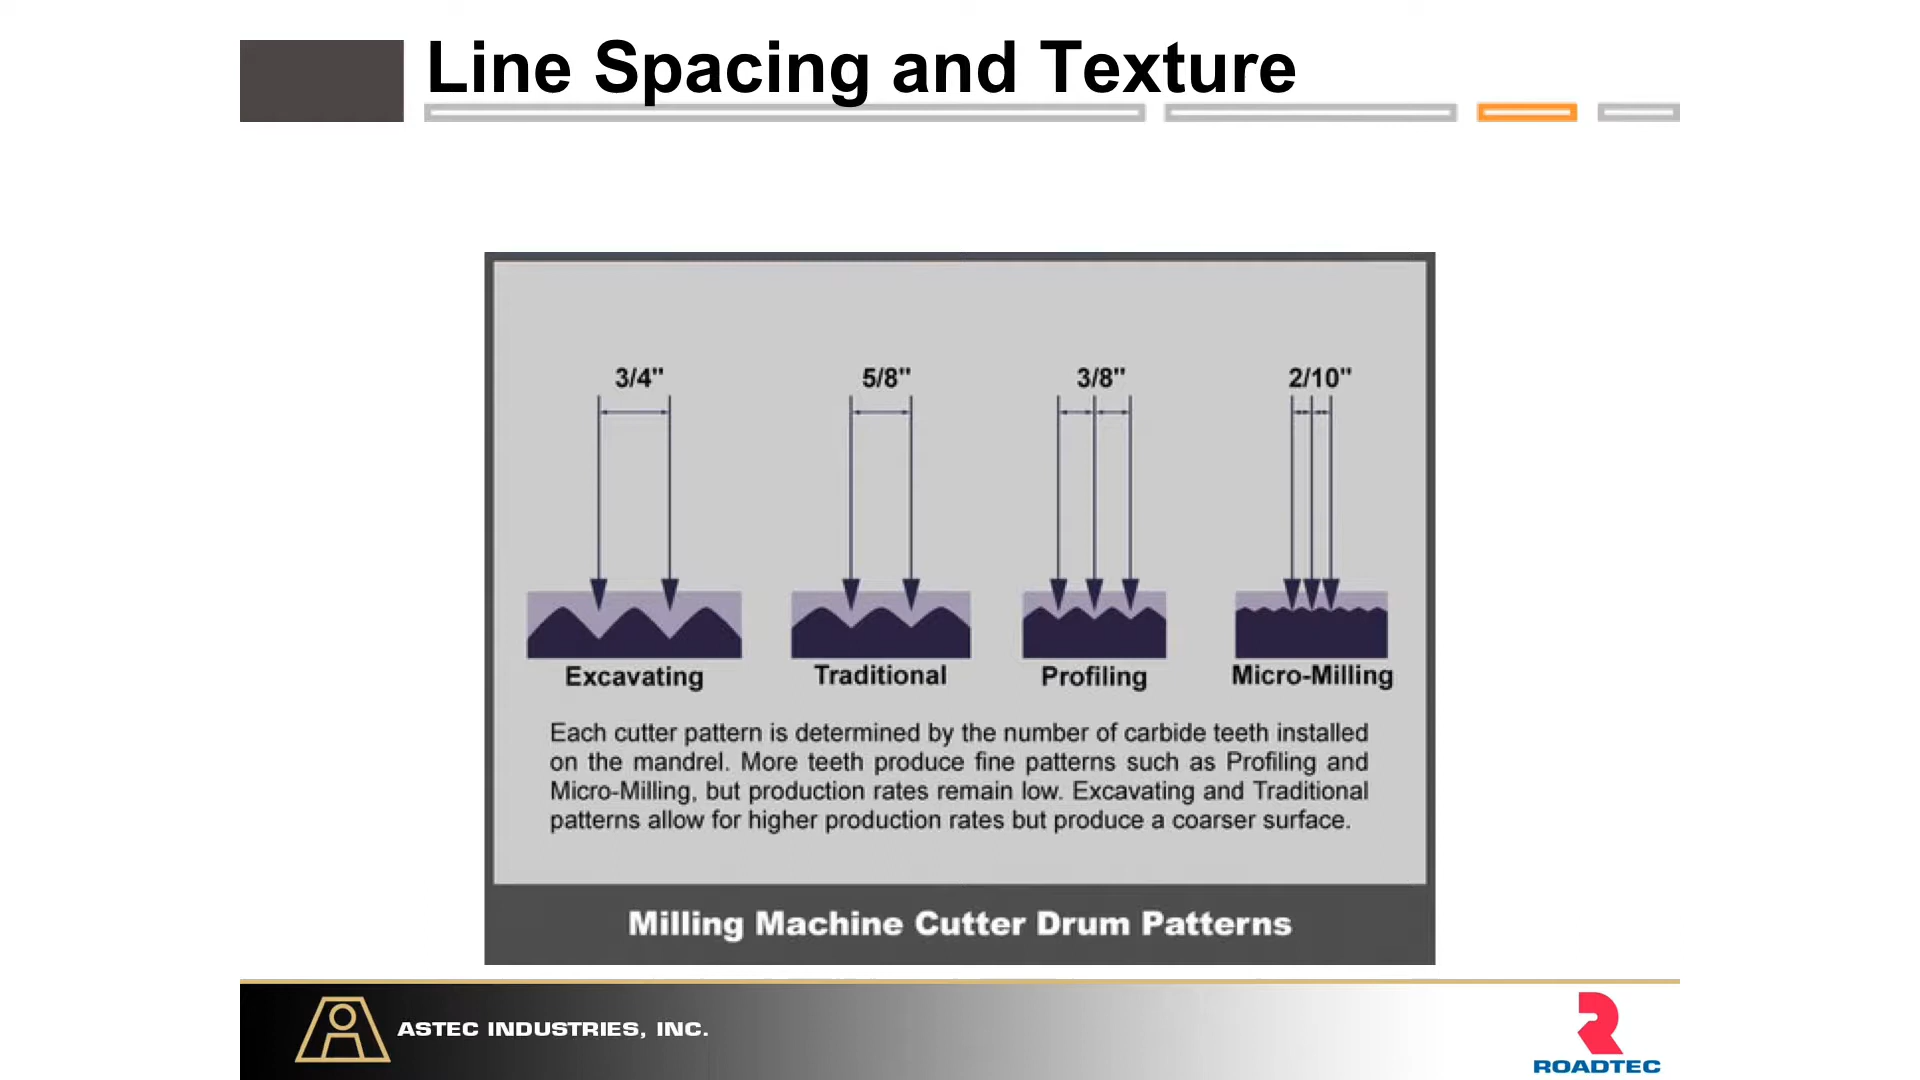 Line Spacing and Texture
3/4" 5/8" 3/8" 2/10"
Excavating Traditional Profiling Micro-Milling
Each cutter pattern is determined by the number of carbide teeth installed
on the mandrel. More teeth produce fine patterns such as Profiling and
Micro-Milling, but production rates remain low. Excavating and Traditional
patterns allow for higher production rates but produce a coarser surface.
Milling Machine Cutter Drum Patterns
ASTEC INDUSTRIES, INC.
ROADTEC